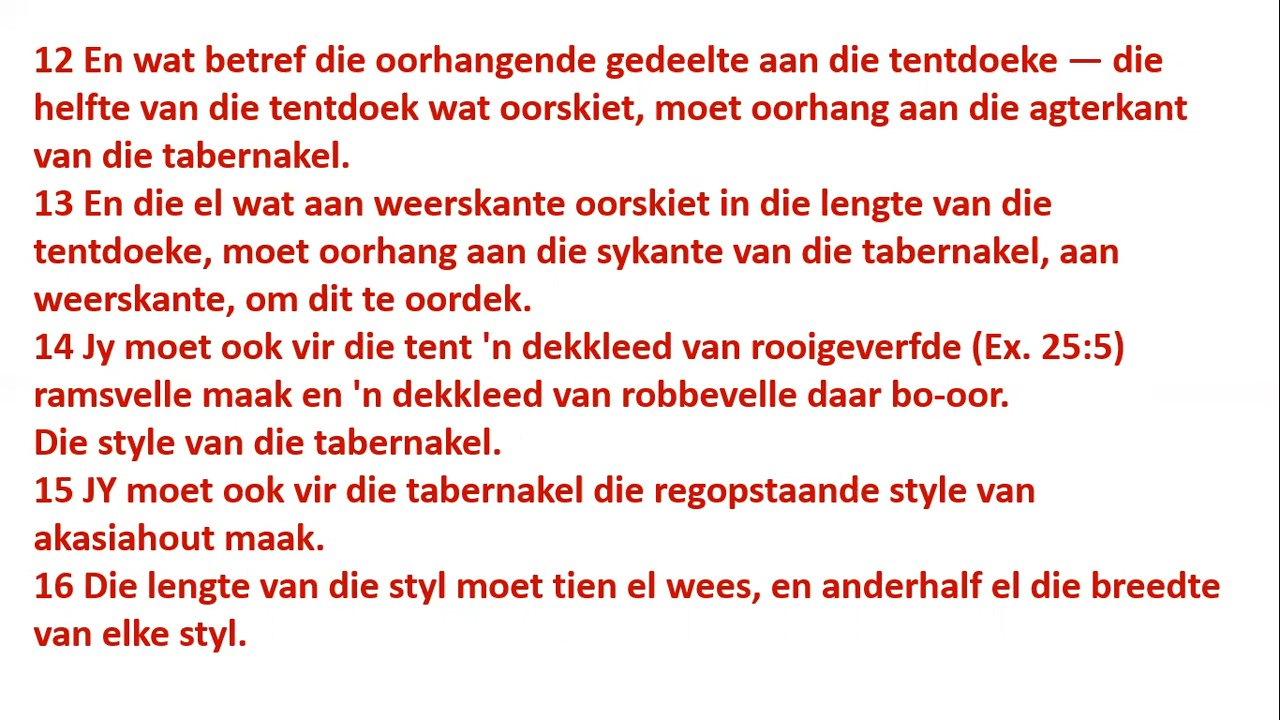 12 En wat betref die oorhangende gedeelte aan die tentdoeke — die
helfte van die tentdoek wat oorskiet, moet oorhang aan die agterkant
van die tabernakel.
13 En die el wat aan weerskante oorskiet in die lengte van die
tentdoeke, moet oorhang aan die sykante van die tabernakel, aan
weerskante, om dit te oordek.
14 Jy moet ook vir die tent 'n dekkleed van rooigeverfde (Ex. 25:5)
ramsvelle maak en 'n dekkleed van robbevelle daar bo-oor.
Die style van die tabernakel.
15 JY moet ook vir die tabernakel die regopstaande style van
akasiahout maak.
16 Die lengte van die styl moet tien el wees, en anderhalf el die breedte
van elke styl.